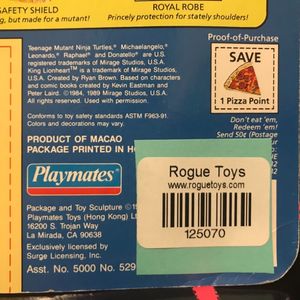 SAFETY SHIELD
ng, but made for a mutant!
ROYAL ROBE
Princely protection for stately shoulders!
Proof-of-Purchase
SAVE
1 Pizza Point
Teenage Mutant Ninja Turtles,® Michaelangelo,®
Leonardo,® Raphael® and Donatello® are U.S.
registered trademarks of Mirage Studios, U.S.A.
King Lionheart™ is a trademark of Mirage Studios,
U.S.A. Created by Ryan Brown. Based on characters
and comic books created by Kevin Eastman and
Peter Laird. ©1984, 1989 Mirage Studios, U.S.A.
All rights reserved. Used with permission.
Conforms to toy safety standards ASTM F963-91.
Colors and decorations may vary.
Don't eat 'em,
Redeem 'em!
Send 50¢ (Postage
PRODUCT OF MACAO
PACKAGE PRINTED IN H
Playmates®
Rogue Toys
www.roguetoys.com
125070
Package and Toy Sculpture ©
Playmates Toys (Hong Kong) L
16200 S. Trojan Way
La Mirada, CA 90638
Exclusively licensed by
Surge Licensing, Inc.
Asst. No. 5000 No. 529